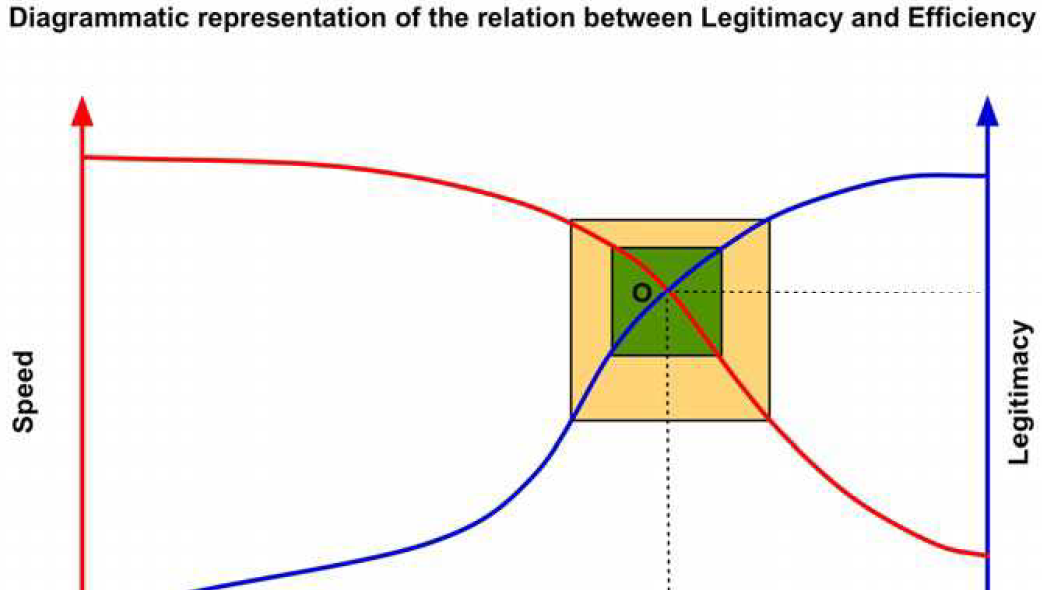 Diagrammatic representation of the relation between Legitimacy and Efficiency
Speed
O
Legitimacy